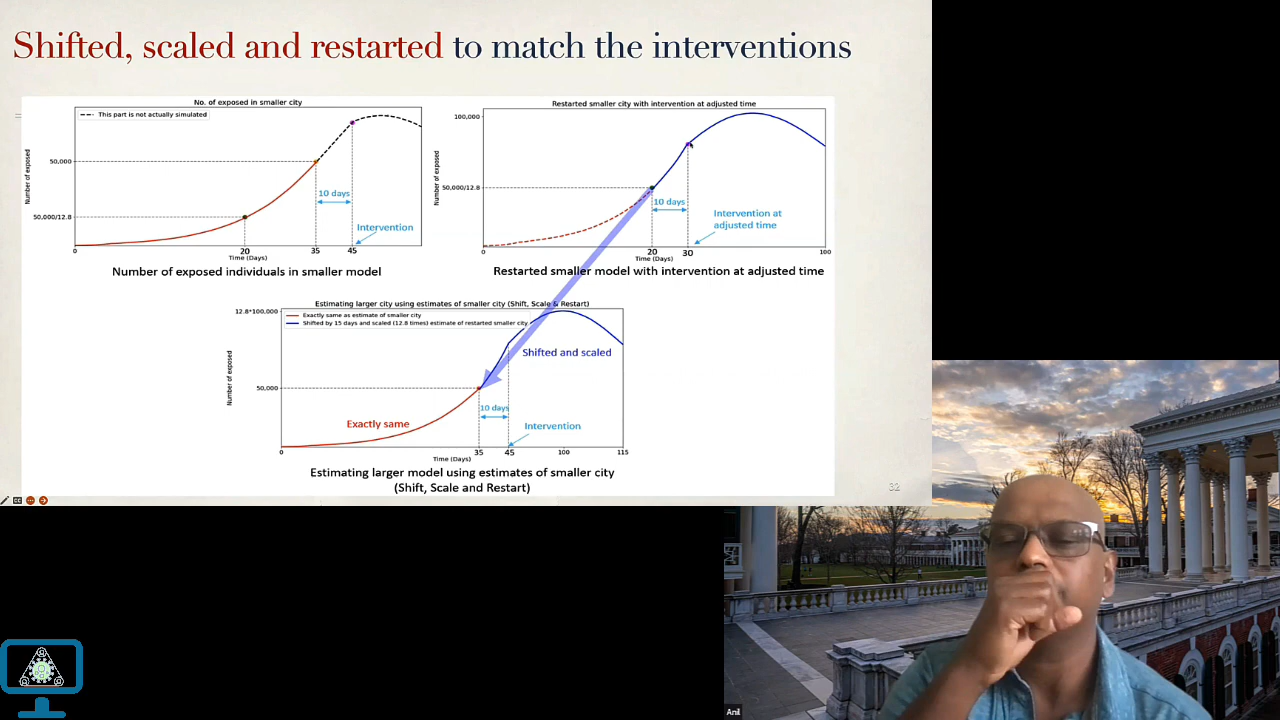 Shifted, scaled and restarted to match the interventions
No. of exposed in smaller city
This part is not actually simulated
Number of exposed
50,000
50,000/12.8
10 days
Intervention
0
20
35
45
Time (Days)
Number of exposed individuals in smaller model
Restarted smaller city with intervention at adjusted time
Number of exposed
100,000
50,000/12.8
10 days
Intervention at
adjusted time
0
20
30
100
Time (Days)
Restarted smaller model with intervention at adjusted time
Estimating larger city using estimates of smaller city (Shift, Scale & Restart)
12.8*100,000
Exactly same as estimate of smaller city
Shifted by 15 days and scaled (12.8 times) estimate of restarted smaller city
Number of exposed
Shifted and scaled
50,000
10 days
Exactly same
Intervention
0
35
45
100
115
Time (Days)
Estimating larger model using estimates of smaller city
(Shift, Scale and Restart)
32
CC
Anil